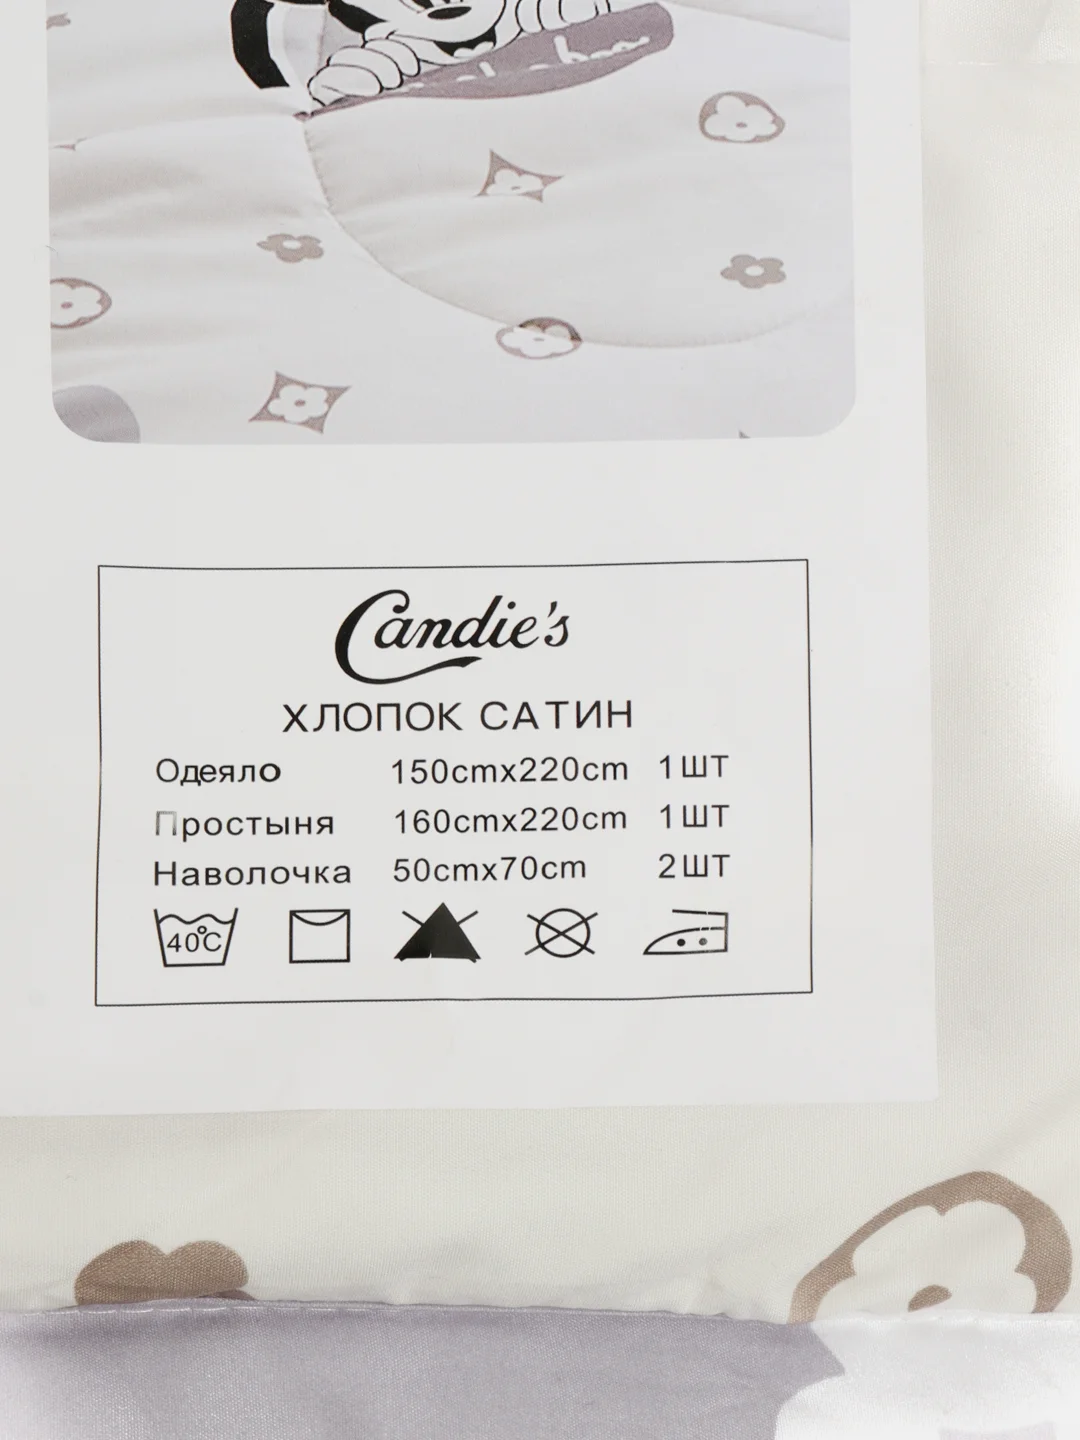 Candie's
ХЛОПОК САТИН
Одеяло 150cmx220cm 1ШТ
Простыня 160cmx220cm 1ШТ
Наволочка 50cmx70cm 2ШТ
40°C